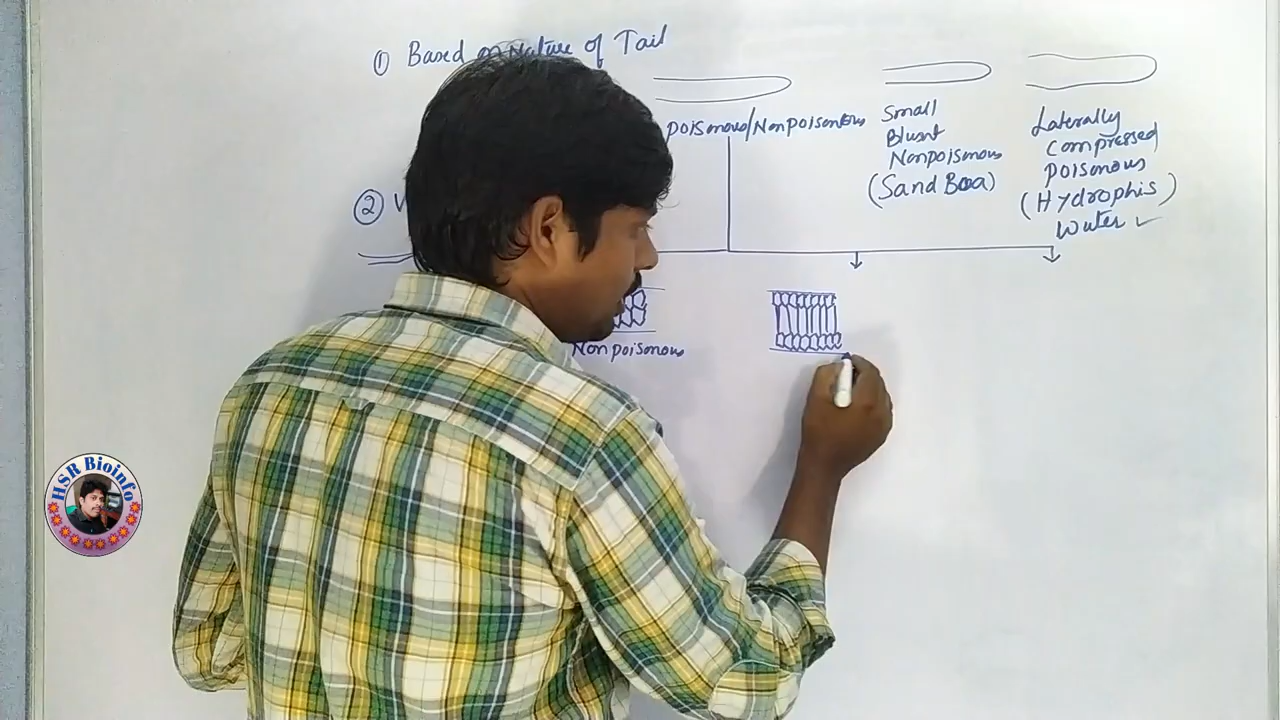 ① Based on Nature of Tail
Poisonous/Nonpoisonous
Small
Blunt
Nonpoisonous
(Sand Boa)
Laterally
Compressed
Poisonous
(Hydrophis)
Water ✓
②
Nonpoisonous
HSR Bioinfo